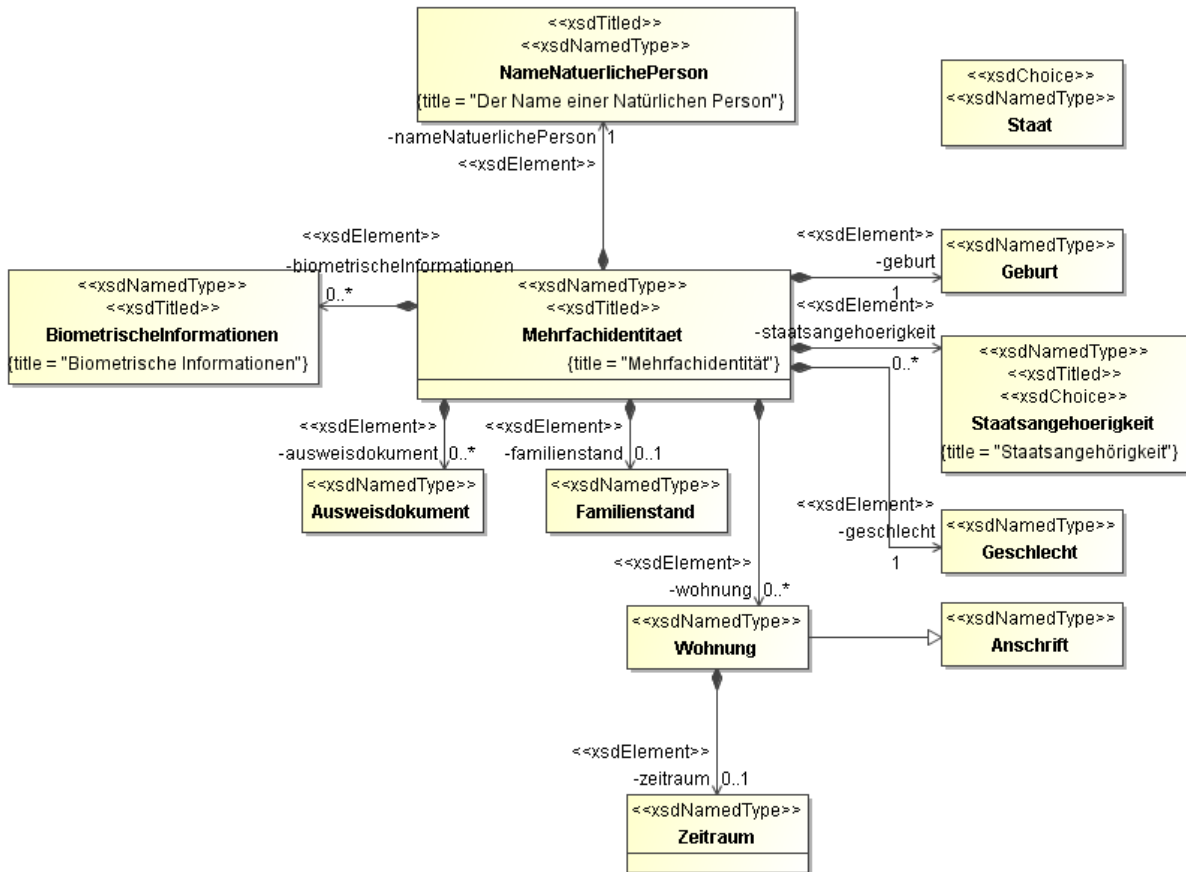 <<xsdTitled>>
<<xsdNamedType>>
NameNatuerlichePerson
{title = "Der Name einer Natürlichen Person"}
<<xsdChoice>>
<<xsdNamedType>>
Staat
-nameNatuerlichePerson 1
<<xsdElement>>
<<xsdElement>>
-biometrischeInformationen
0..*
<<xsdNamedType>>
<<xsdTitled>>
BiometrischeInformationen
{title = "Biometrische Informationen"}
<<xsdNamedType>>
<<xsdTitled>>
Mehrfachidentitaet
{title = "Mehrfachidentität"}
<<xsdElement>>
-geburt
1
<<xsdNamedType>>
Geburt
<<xsdElement>>
-staatsangehoerigkeit
0..*
<<xsdNamedType>>
<<xsdTitled>>
<<xsdChoice>>
Staatsangehoerigkeit
{title = "Staatsangehörigkeit"}
<<xsdElement>>
-ausweisdokument 0..*
<<xsdNamedType>>
Ausweisdokument
<<xsdElement>>
-familienstand 0..1
<<xsdNamedType>>
Familienstand
<<xsdElement>>
-geschlecht
1
<<xsdNamedType>>
Geschlecht
<<xsdElement>>
-wohnung 0..*
<<xsdNamedType>>
Wohnung
<<xsdNamedType>>
Anschrift
<<xsdElement>>
-zeitraum 0..1
<<xsdNamedType>>
Zeitraum